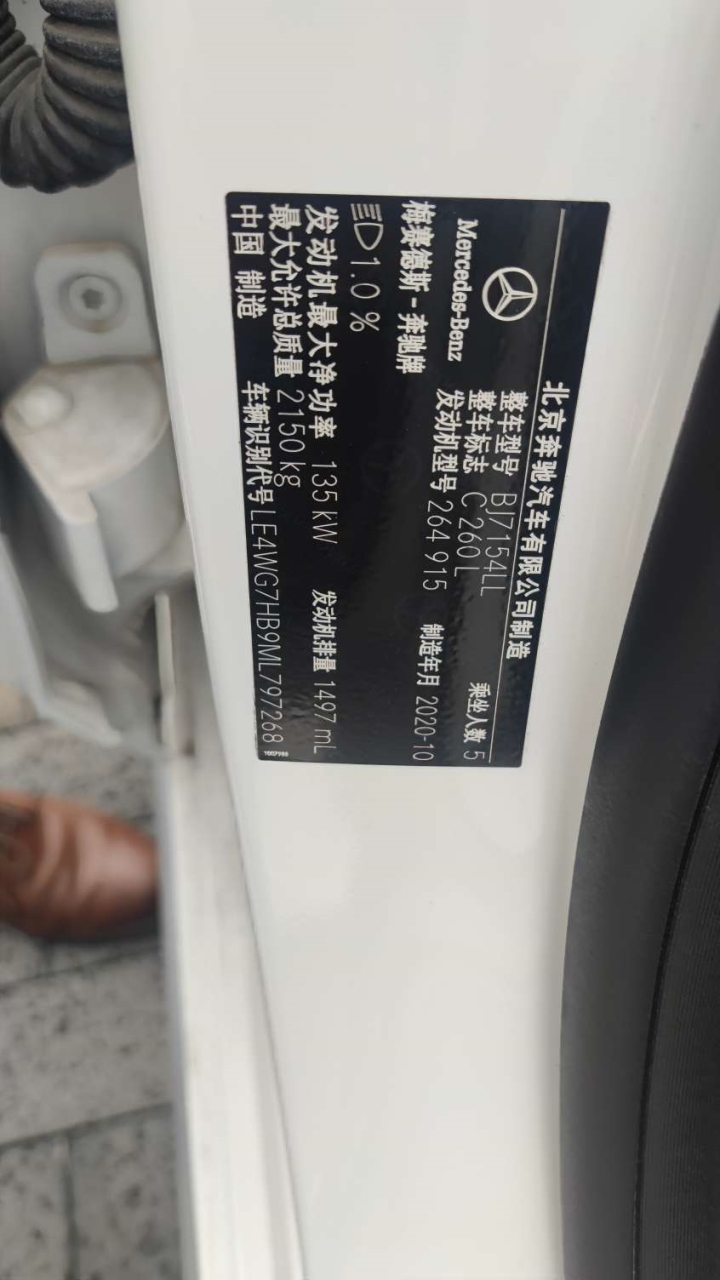 北京奔驰汽车有限公司制造
Mercedes-Benz
梅赛德斯-奔驰牌
整车型号 BJ7154LL
整车标志 C 260 L 乘坐人数 5
发动机型号 264 915 制造年月 2020-10
1.0 %
发动机最大净功率 135 kW 发动机排量 1497 mL
最大允许总质量 2150 kg
中国 制造 车辆识别代号 LE4WG7HB9ML797268